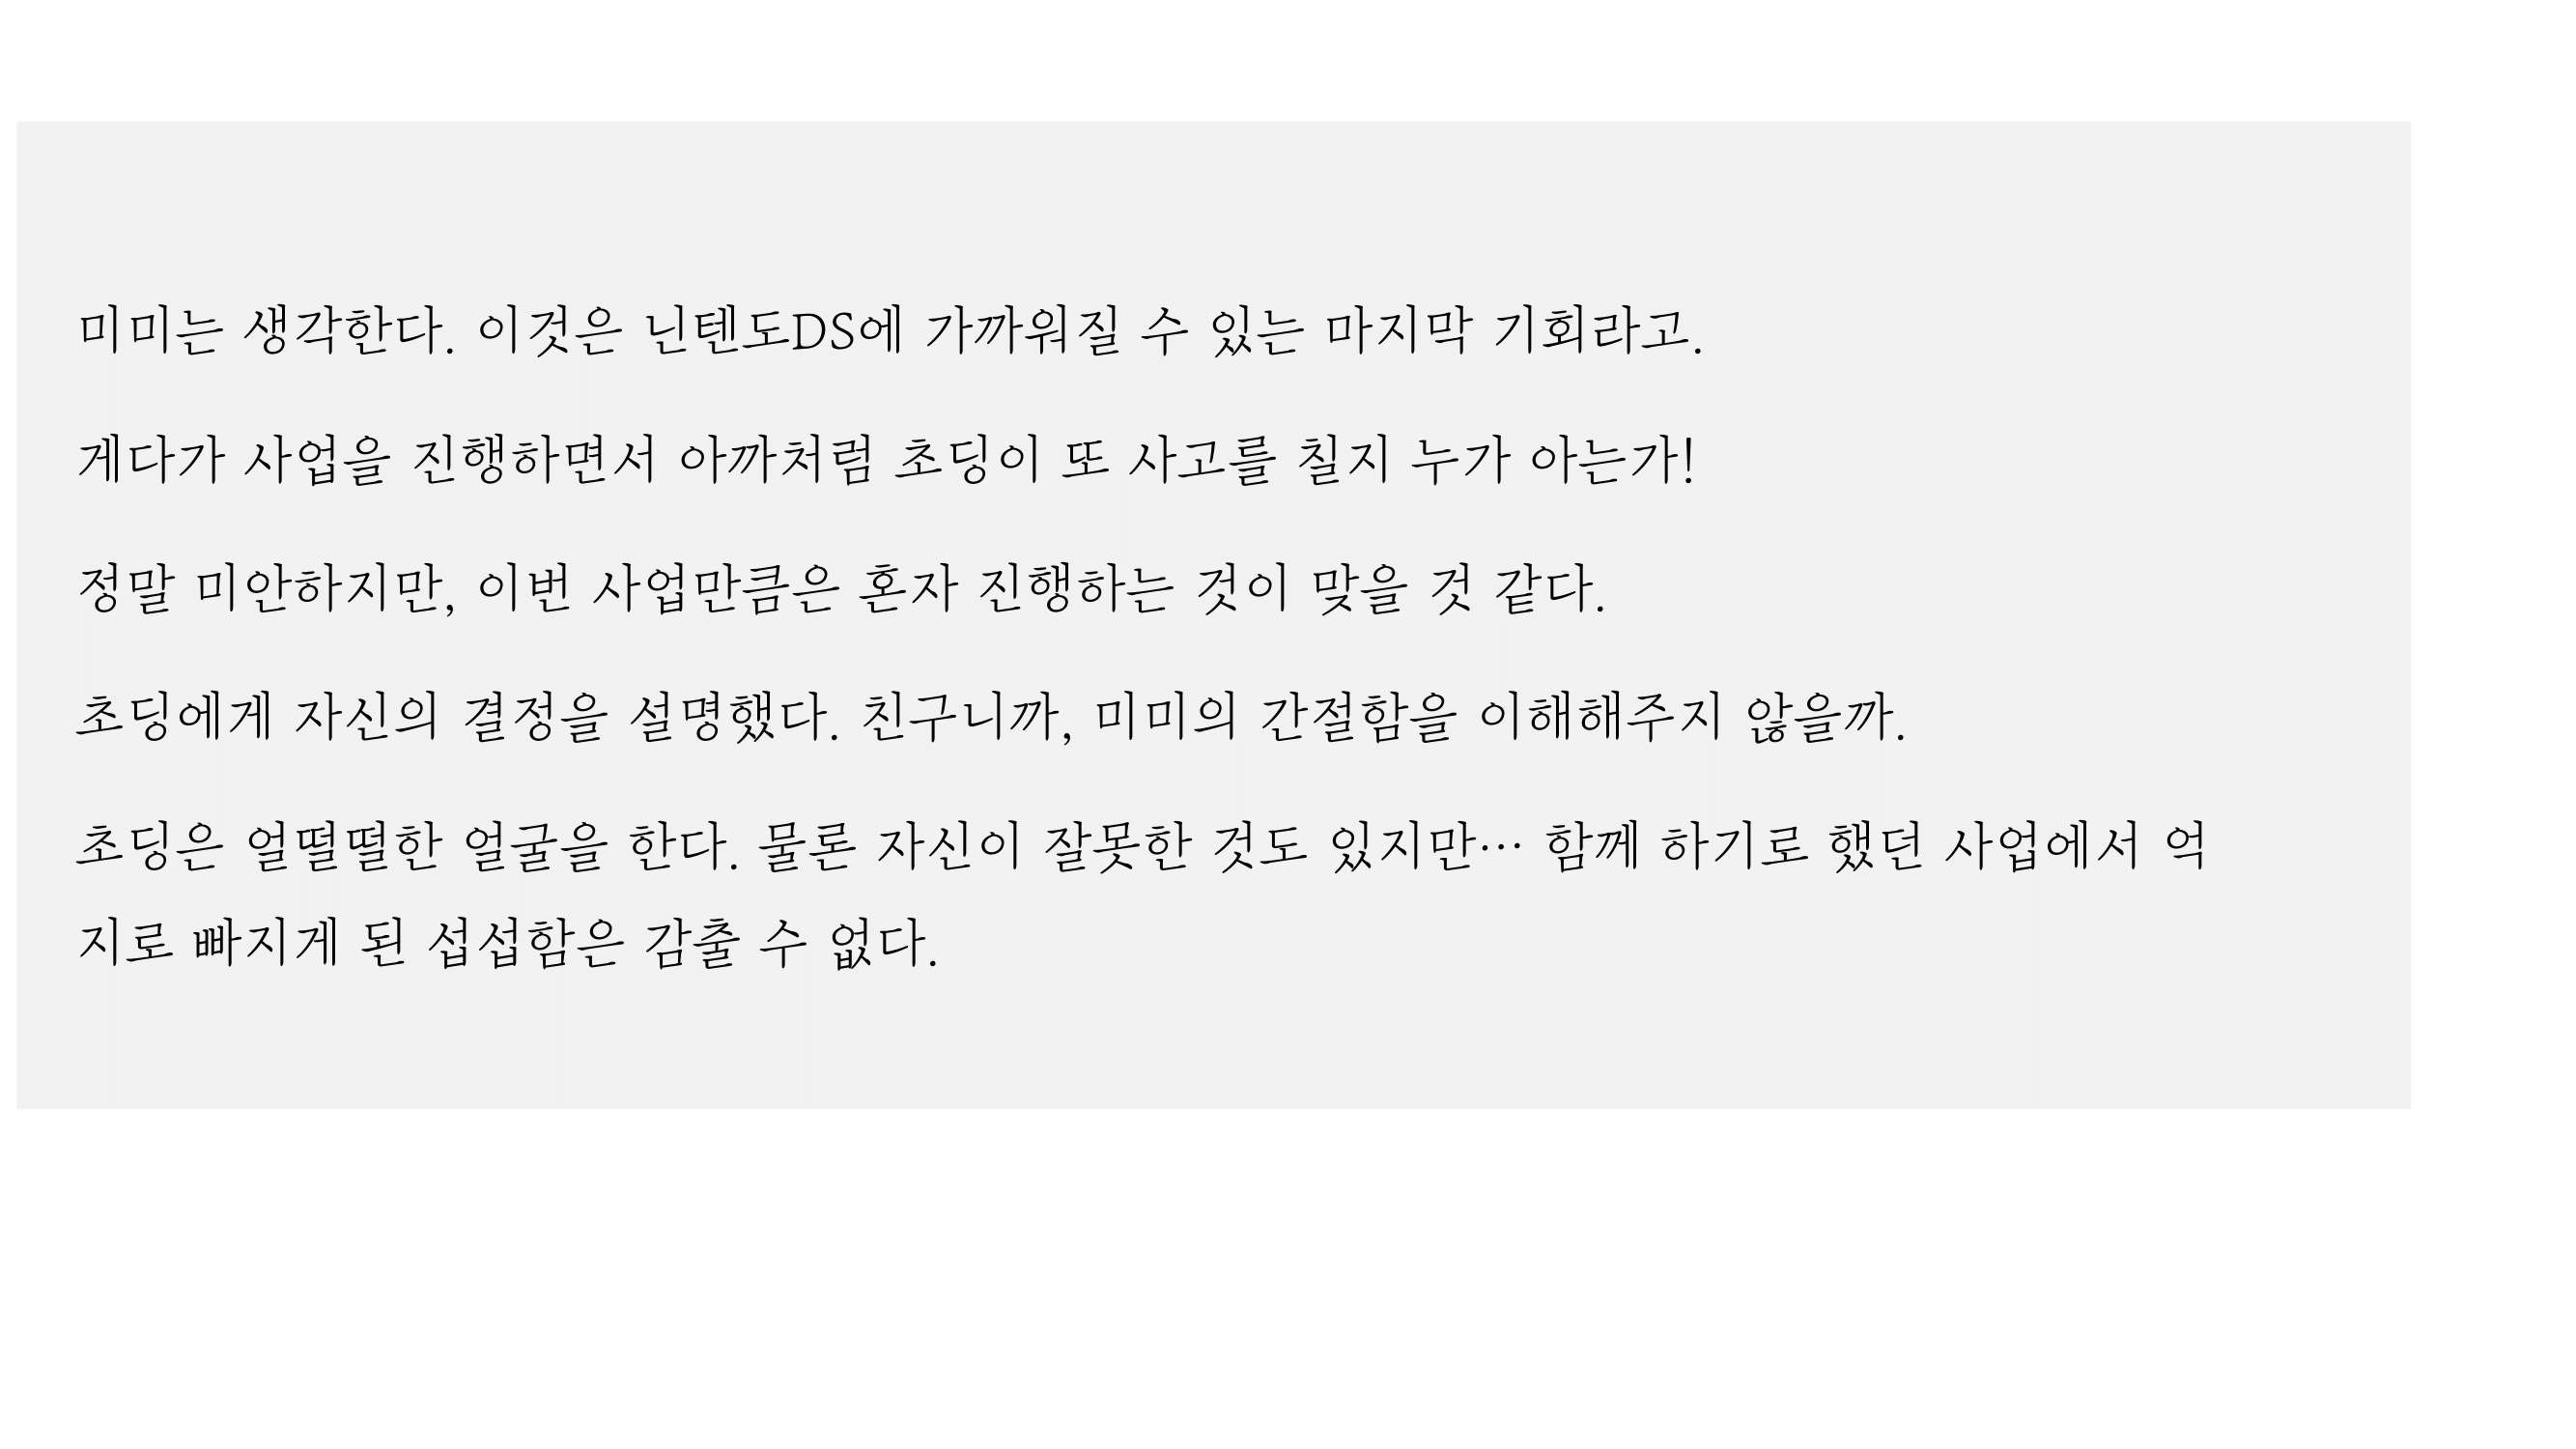 미미는 생각한다. 이것은 닌텐도DS에 가까워질 수 있는 마지막 기회라고.
게다가 사업을 진행하면서 아까처럼 초딩이 또 사고를 칠지 누가 아는가!
정말 미안하지만, 이번 사업만큼은 혼자 진행하는 것이 맞을 것 같다.
초딩에게 자신의 결정을 설명했다. 친구니까, 미미의 간절함을 이해해주지 않을까.
초딩은 얼떨떨한 얼굴을 한다. 물론 자신이 잘못한 것도 있지만… 함께 하기로 했던 사업에서 억
지로 빠지게 된 섭섭함은 감출 수 없다.